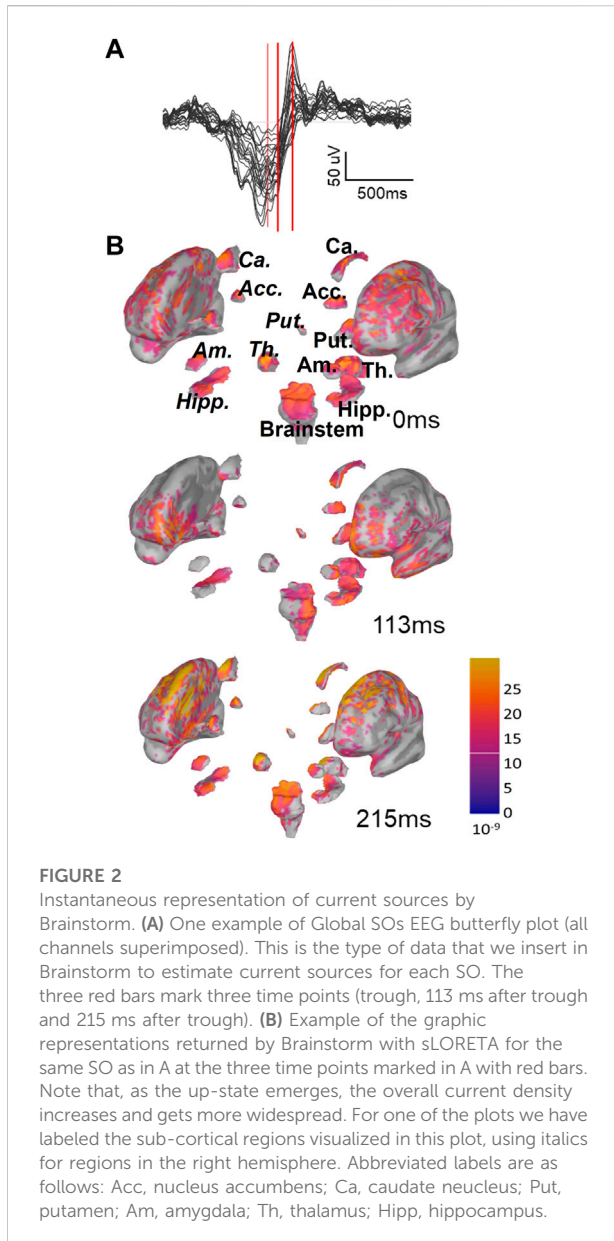 A
50 uV
500ms
B
Ca.
Ca.
Acc.
Acc.
Put.
Put.
Am.
Th.
Am.
Th.
Hipp.
Hipp.
Brainstem
0ms
113ms
215ms
25
20
15
10
5
0
10-9
FIGURE 2
Instantaneous representation of current sources by
Brainstorm. (A) One example of Global SOs EEG butterfly plot (all
channels superimposed). This is the type of data that we insert in
Brainstorm to estimate current sources for each SO. The
three red bars mark three time points (trough, 113 ms after trough
and 215 ms after trough). (B) Example of the graphic
representations returned by Brainstorm with sLORETA for the
same SO as in A at the three time points marked in A with red bars.
Note that, as the up-state emerges, the overall current density
increases and gets more widespread. For one of the plots we have
labeled the sub-cortical regions visualized in this plot, using italics
for regions in the right hemisphere. Abbreviated labels are as
follows: Acc, nucleus accumbens; Ca, caudate neucleus; Put,
putamen; Am, amygdala; Th, thalamus; Hipp, hippocampus.